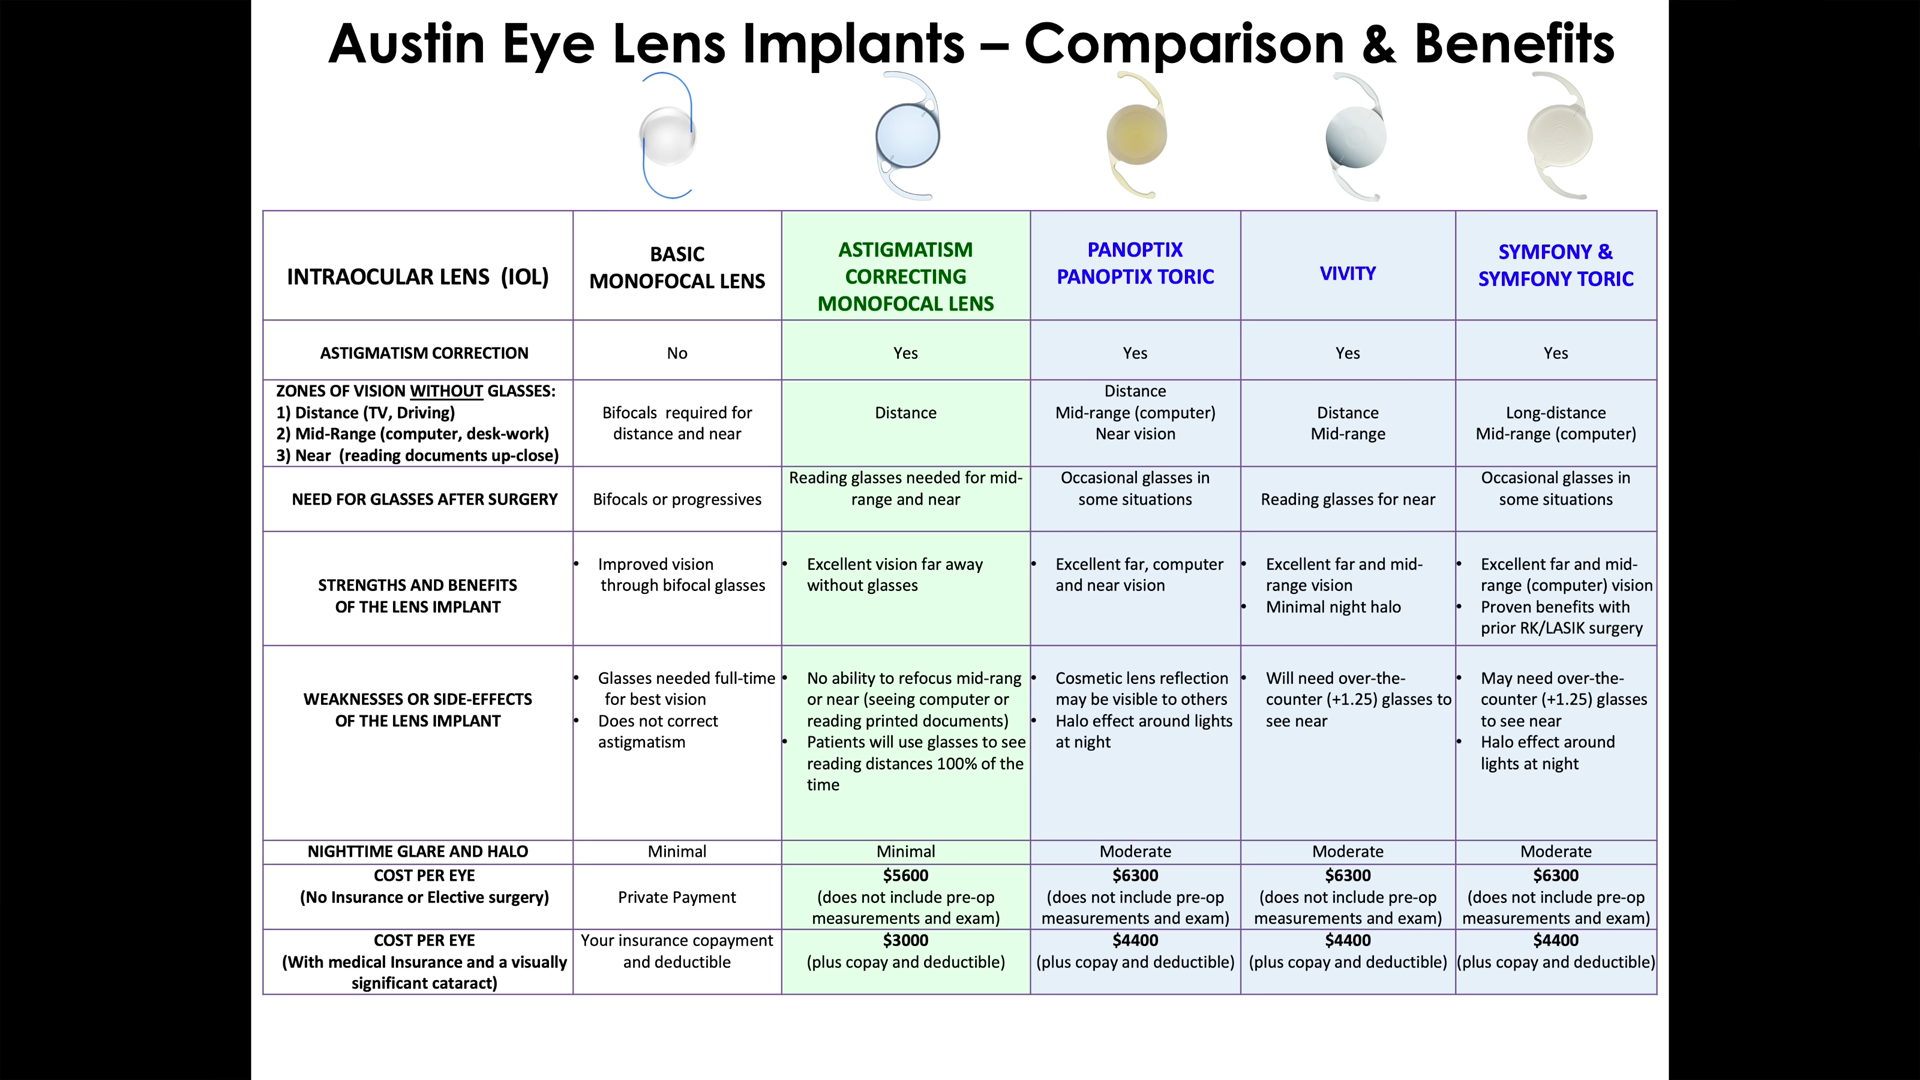 Austin Eye Lens Implants – Comparison & Benefits
INTRAOCULAR LENS (IOL)
BASIC
MONOFOCAL LENS
ASTIGMATISM
CORRECTING
MONOFOCAL LENS
PANOPTIX
PANOPTIX TORIC
VIVITY
SYMFONY &
SYMFONY TORIC
ASTIGMATISM CORRECTION
No
Yes
Yes
Yes
Yes
ZONES OF VISION WITHOUT GLASSES:
1) Distance (TV, Driving)
2) Mid-Range (computer, desk-work)
3) Near (reading documents up-close)
Bifocals required for
distance and near
Distance
Distance
Mid-range (computer)
Near vision
Distance
Mid-range
Long-distance
Mid-range (computer)
NEED FOR GLASSES AFTER SURGERY
Bifocals or progressives
Reading glasses needed for mid-
range and near
Occasional glasses in
some situations
Reading glasses for near
Occasional glasses in
some situations
STRENGTHS AND BENEFITS
OF THE LENS IMPLANT
• Improved vision
through bifocal glasses
• Excellent vision far away
without glasses
• Excellent far, computer
and near vision
• Excellent far and mid-
range vision
• Minimal night halo
• Excellent far and mid-
range (computer) vision
• Proven benefits with
prior RK/LASIK surgery
WEAKNESSES OR SIDE-EFFECTS
OF THE LENS IMPLANT
• Glasses needed full-time
for best vision
• Does not correct
astigmatism
• No ability to refocus mid-rang
or near (seeing computer or
reading printed documents)
• Patients will use glasses to see
reading distances 100% of the
time
• Cosmetic lens reflection
may be visible to others
• Halo effect around lights
at night
• Will need over-the-
counter (+1.25) glasses to
see near
• May need over-the-
counter (+1.25) glasses
to see near
• Halo effect around
lights at night
NIGHTTIME GLARE AND HALO
Minimal
Minimal
Moderate
Moderate
Moderate
COST PER EYE
(No Insurance or Elective surgery)
Private Payment
$5600
(does not include pre-op
measurements and exam)
$6300
(does not include pre-op
measurements and exam)
$6300
(does not include pre-op
measurements and exam)
$6300
(does not include pre-op
measurements and exam)
COST PER EYE
(With medical Insurance and a visually
significant cataract)
Your insurance copayment
and deductible
$3000
(plus copay and deductible)
$4400
(plus copay and deductible)
$4400
(plus copay and deductible)
$4400
(plus copay and deductible)